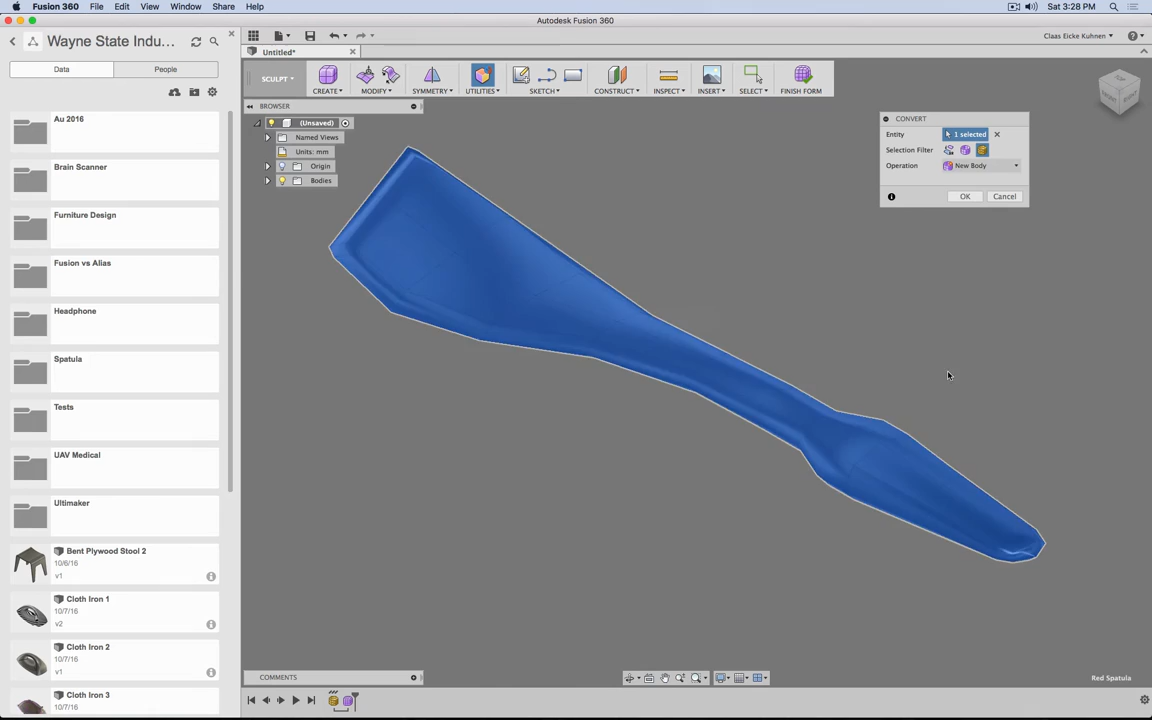 Fusion 360 File Edit View Window Share Help Sat 3:28 PM
Autodesk Fusion 360
Wayne State Indu...
Claas Eicke Kuhnen
Untitled*
Data People
SCULPT CREATE MODIFY SYMMETRY UTILITIES SKETCH CONSTRUCT INSPECT INSERT SELECT FINISH FORM
BROWSER
(Unsaved)
Named Views
Units: mm
Origin
Bodies
CONVERT
Entity 1 selected
Selection Filter
Operation New Body
OK Cancel
Au 2016
Brain Scanner
Furniture Design
Fusion vs Alias
Headphone
Spatula
Tests
UAV Medical
Ultimaker
Bent Plywood Stool 2
10/6/16
v1
Cloth Iron 1
10/7/16
v2
Cloth Iron 2
10/7/16
v1
Cloth Iron 3
10/7/16
COMMENTS
Red Spatula